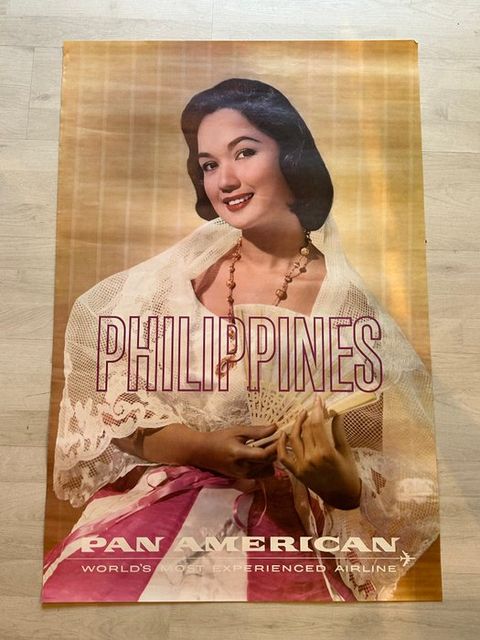 PHILIPPINES
PAN AMERICAN
WORLD'S MOST EXPERIENCED AIRLINE